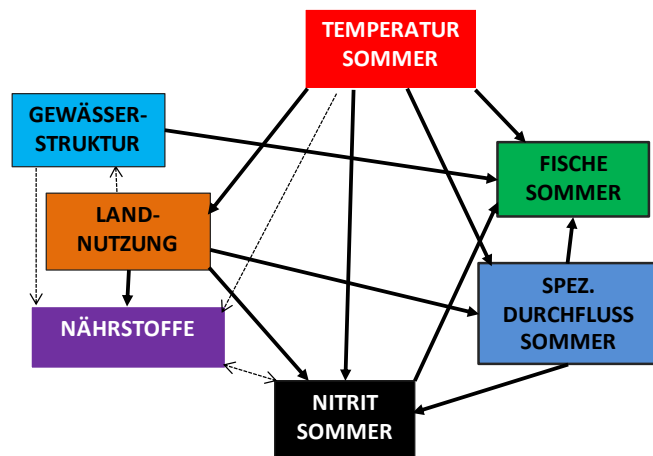 TEMPERATUR
SOMMER
GEWÄSSER-
STRUKTUR
FISCHE
SOMMER
LAND-
NUTZUNG
SPEZ.
DURCHFLUSS
SOMMER
NÄHRSTOFFE
NITRIT
SOMMER